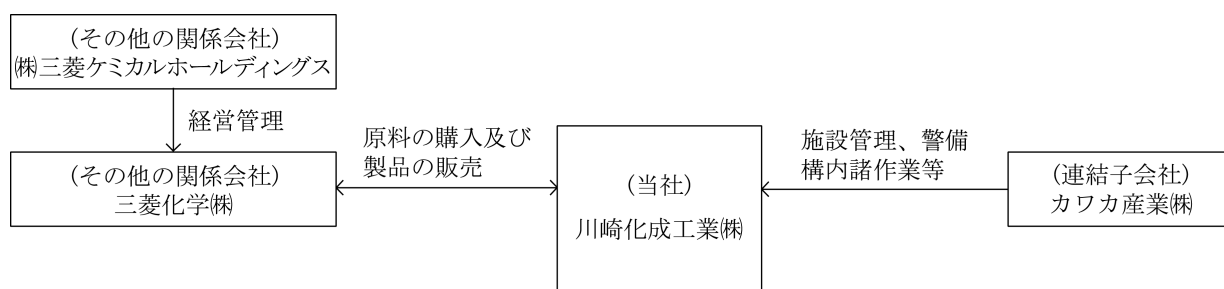 (その他の関係会社)
㈱三菱ケミカルホールディングス
経営管理
(その他の関係会社)
三菱化学㈱
原料の購入及び
製品の販売
(当社)
川崎化成工業㈱
施設管理、警備
構内諸作業等
(連結子会社)
カワカ産業㈱